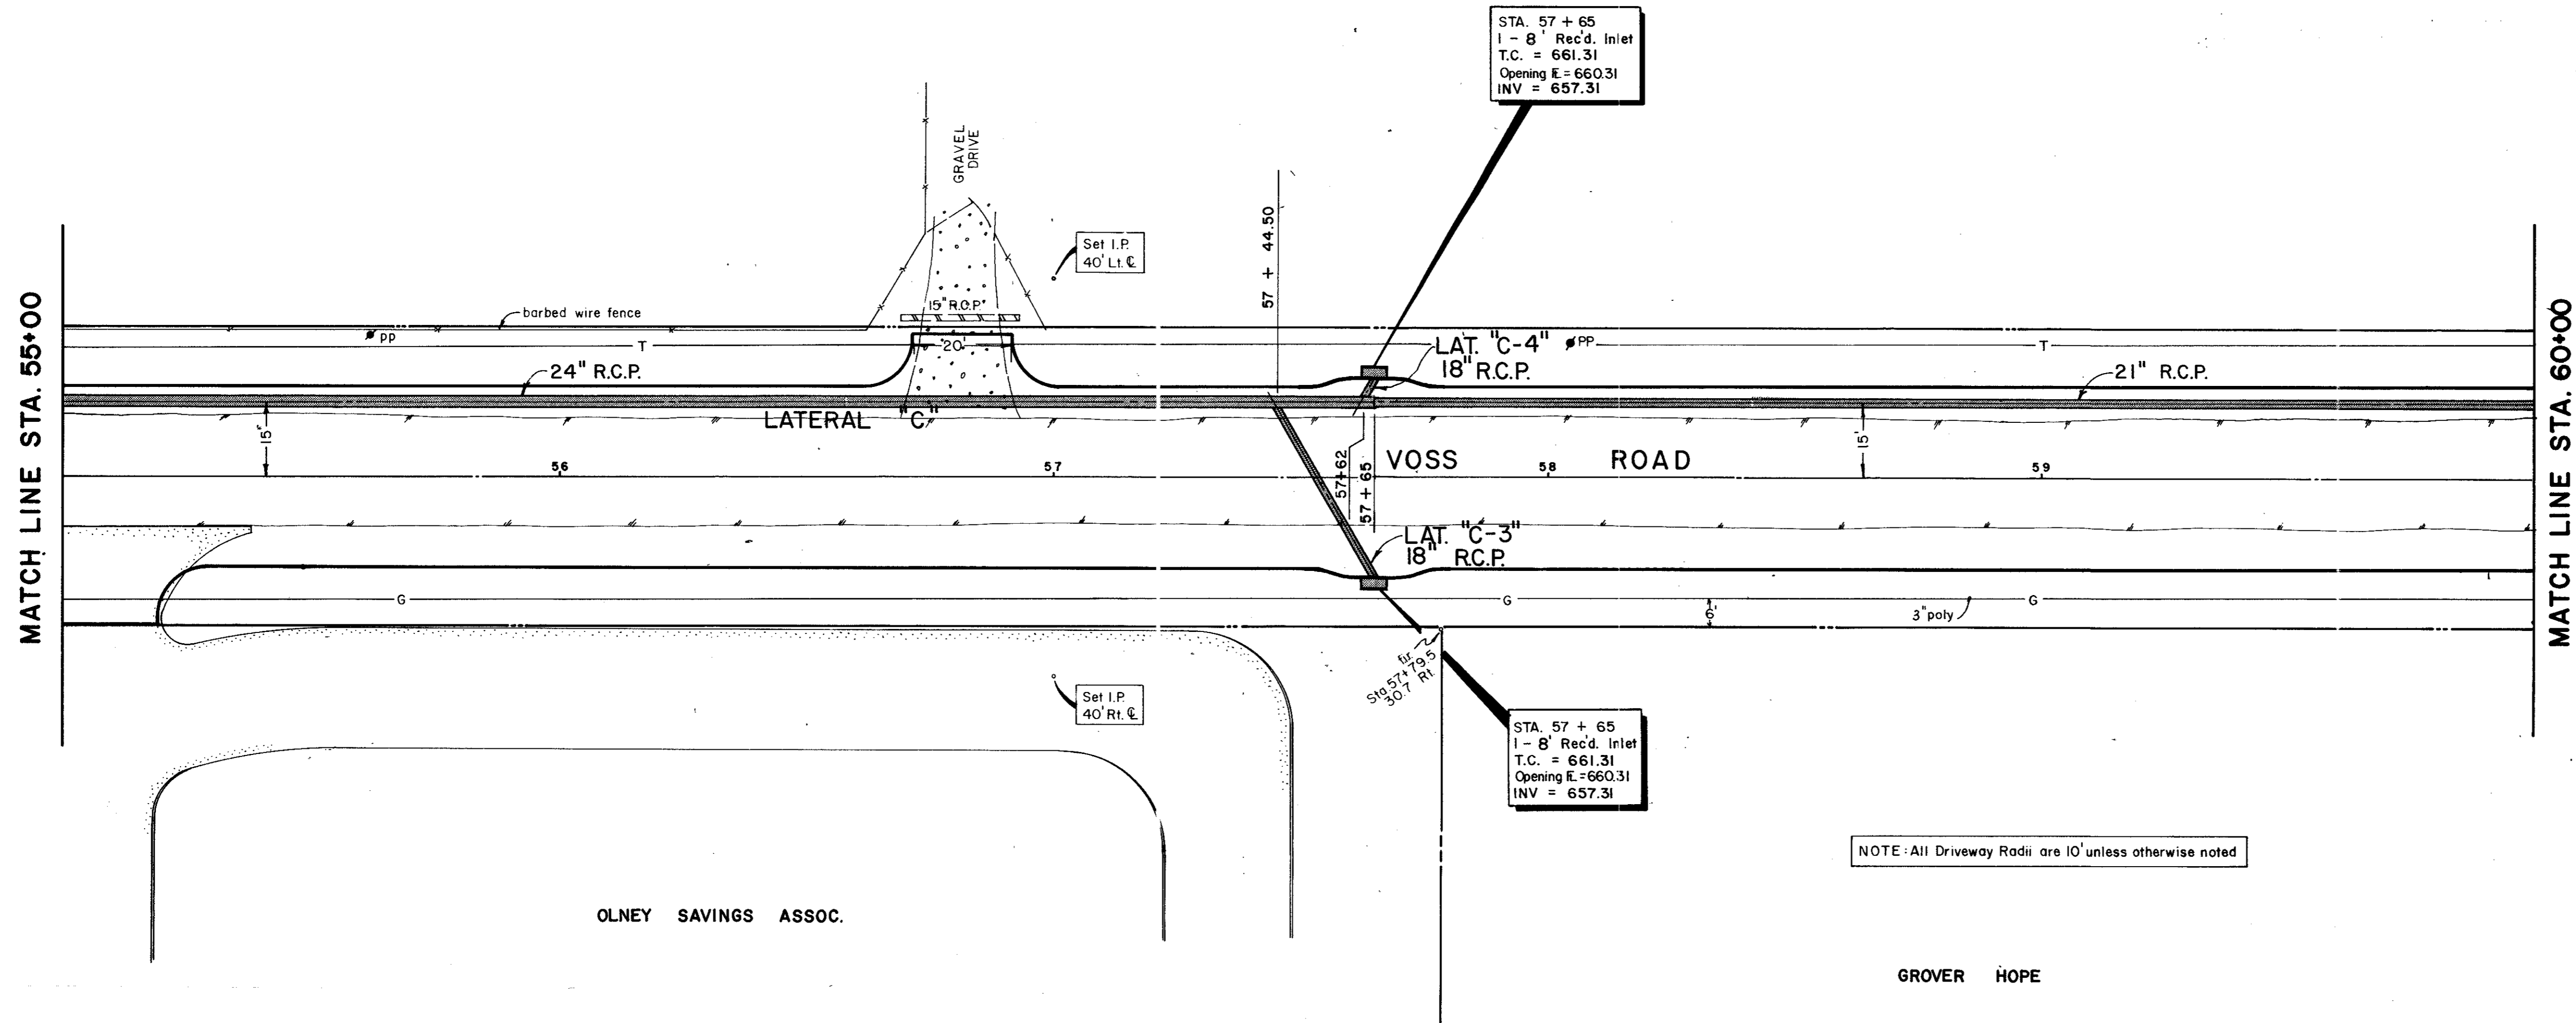 STA. 57 + 65
1 - 8' Rec'd. Inlet
T.C. = 661.31
Opening FL = 660.31
INV = 657.31
GRAVEL
DRIVE
57 + 44.50
Set I.P.
40' Lt. ℄
MATCH LINE STA. 55+00
MATCH LINE STA. 60+00
barbed wire fence
15" R.C.P.
PP
T
20'
LAT. "C-4"
18" R.C.P.
PP
T
24" R.C.P.
21" R.C.P.
LATERAL "C"
15'
15'
56
57
57+62
57 + 65
VOSS ROAD
58
59
LAT. "C-3"
18" R.C.P.
G
G
6'
3" poly
G
f.i.r.
Sta. 57+79.5
30.7 Rt.
Set I.P.
40' Rt. ℄
STA. 57 + 65
1 - 8' Rec'd. Inlet
T.C. = 661.31
Opening FL = 660.31
INV = 657.31
NOTE: All Driveway Radii are 10' unless otherwise noted
OLNEY SAVINGS ASSOC.
GROVER HOPE